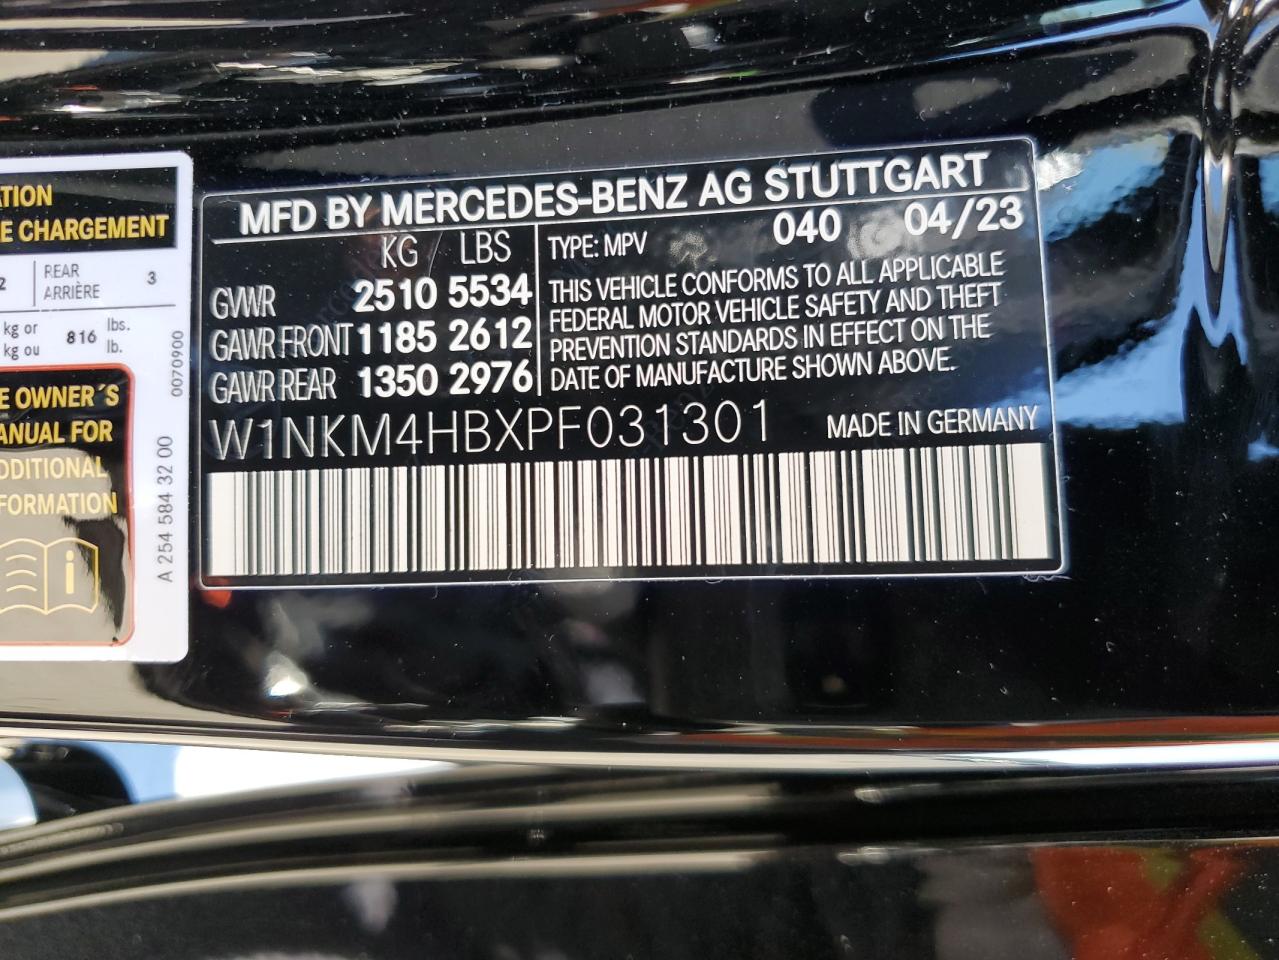 ATION
E CHARGEMENT
2 REAR ARRIÈRE 3
kg or 816 lbs.
kg ou lb.
E OWNER´S
ANUAL FOR
DDITIONAL
FORMATION
0070900
A 254 584 32 00
MFD BY MERCEDES-BENZ AG STUTTGART
KG LBS
GVWR 2510 5534
GAWR FRONT 1185 2612
GAWR REAR 1350 2976
TYPE: MPV 040 04/23
THIS VEHICLE CONFORMS TO ALL APPLICABLE
FEDERAL MOTOR VEHICLE SAFETY AND THEFT
PREVENTION STANDARDS IN EFFECT ON THE
DATE OF MANUFACTURE SHOWN ABOVE.
W1NKM4HBXPF031301 MADE IN GERMANY